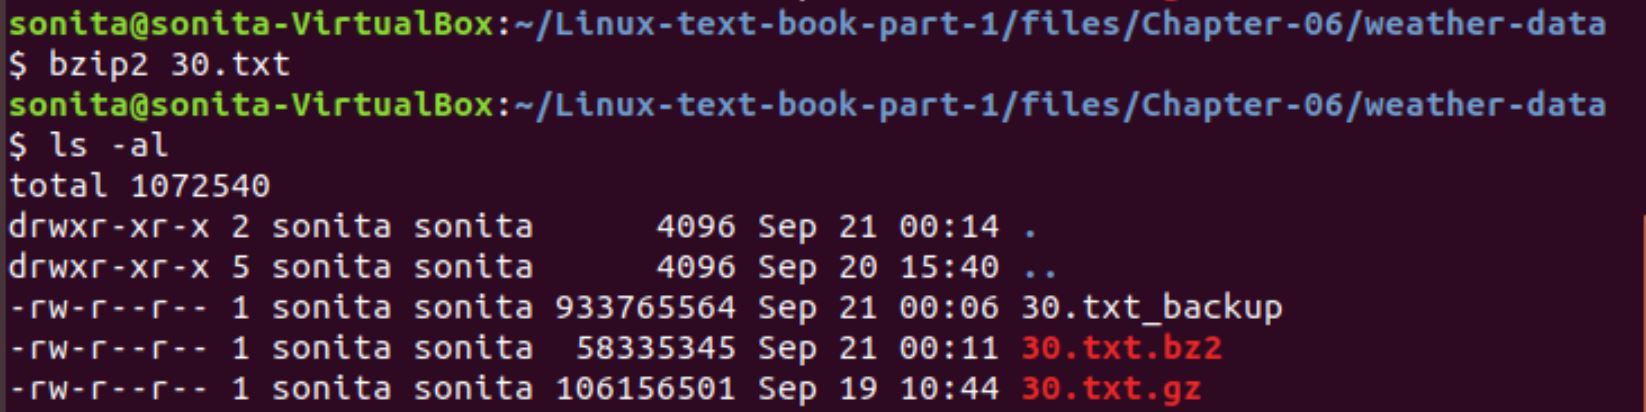 sonita@sonita-VirtualBox:~/Linux-text-book-part-1/files/Chapter-06/weather-data
$ bzip2 30.txt
sonita@sonita-VirtualBox:~/Linux-text-book-part-1/files/Chapter-06/weather-data
$ ls -al
total 1072540
drwxr-xr-x 2 sonita sonita      4096 Sep 21 00:14 .
drwxr-xr-x 5 sonita sonita      4096 Sep 20 15:40 ..
-rw-r--r-- 1 sonita sonita 933765564 Sep 21 00:06 30.txt_backup
-rw-r--r-- 1 sonita sonita  58335345 Sep 21 00:11 30.txt.bz2
-rw-r--r-- 1 sonita sonita 106156501 Sep 19 10:44 30.txt.gz